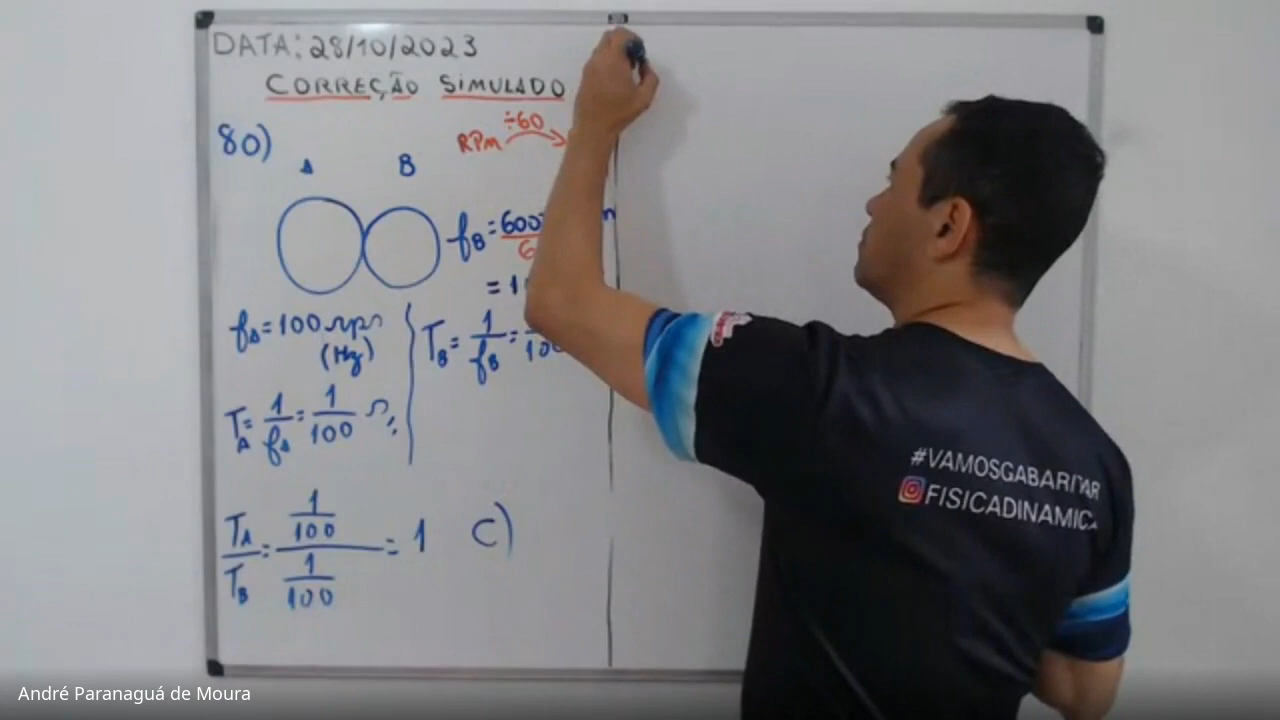 DATA: 28/10/2023
CORREÇÃO SIMULADO
80)
A B
÷60
RPM
fB =
=
fA = 100 rps
(Hz)
TA = 1/fA = 1/100 s
TB = 1/fB =
TA/TB = (1/100)/(1/100) = 1 C)
#VAMOSGABARITAR
FISICADINAMICA
André Paranaguá de Moura